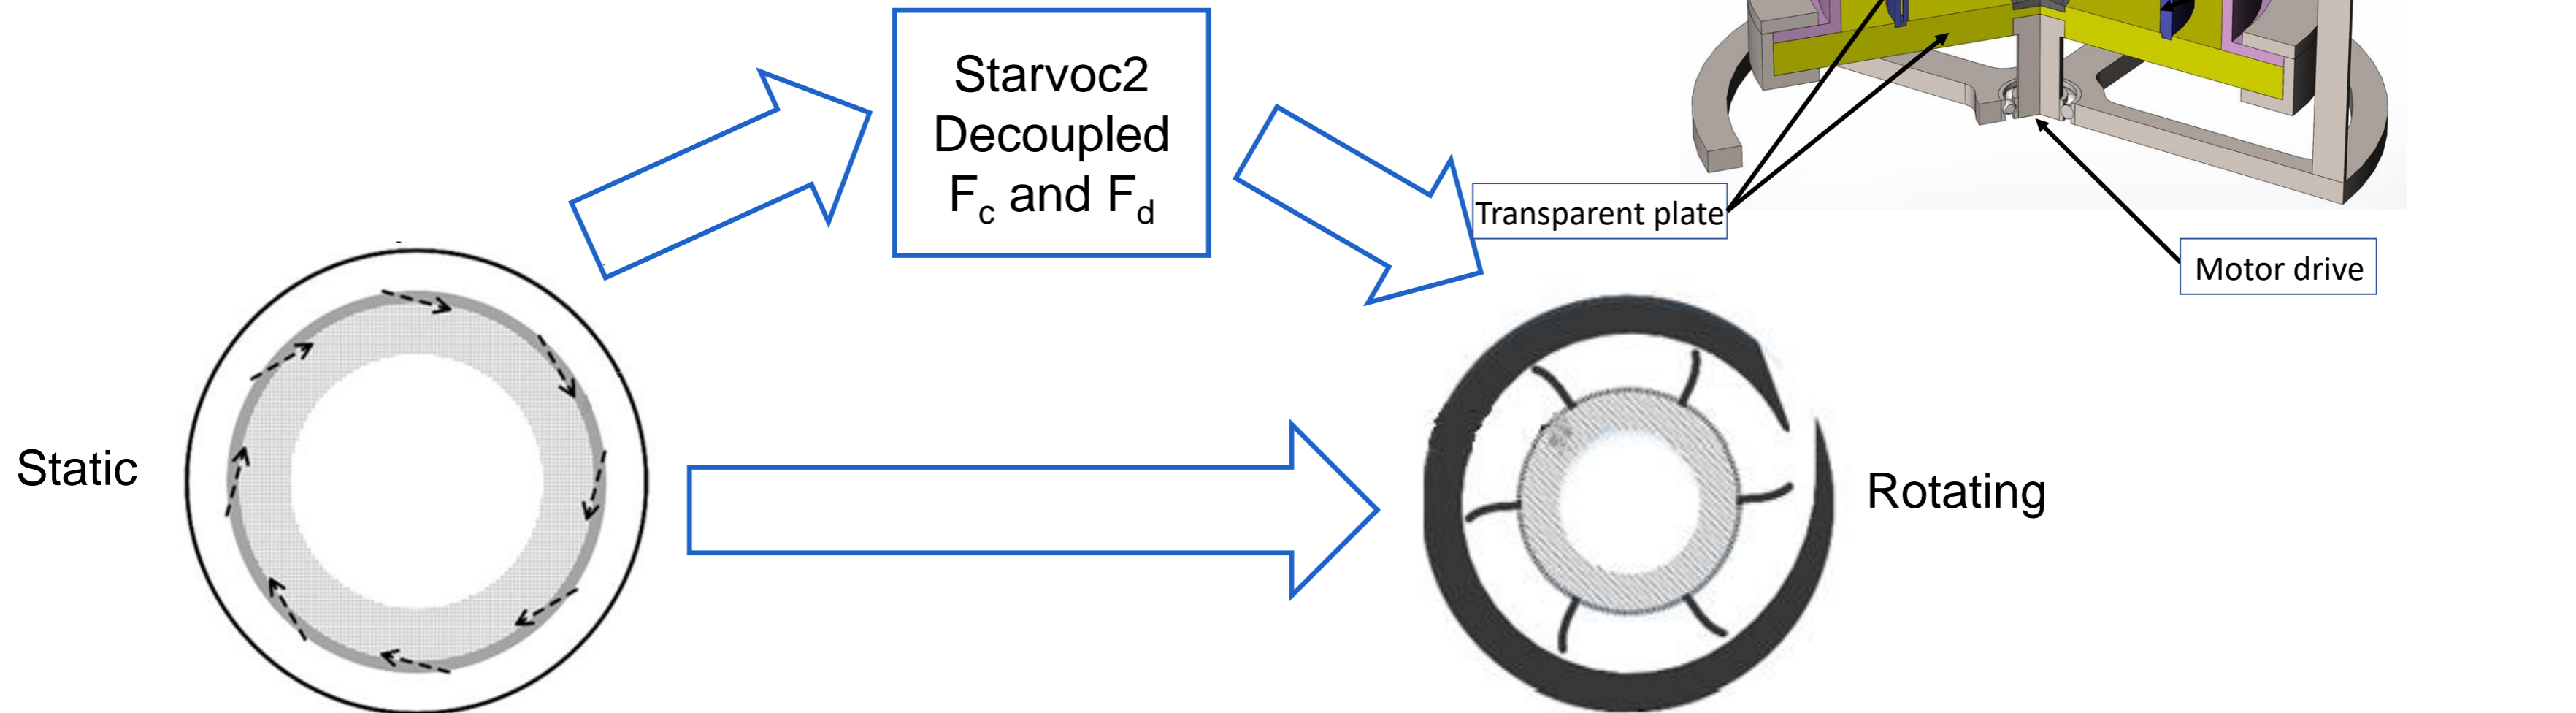 Starvoc2
Decoupled
Fc and Fd
Transparent plate
Motor drive
Static
Rotating